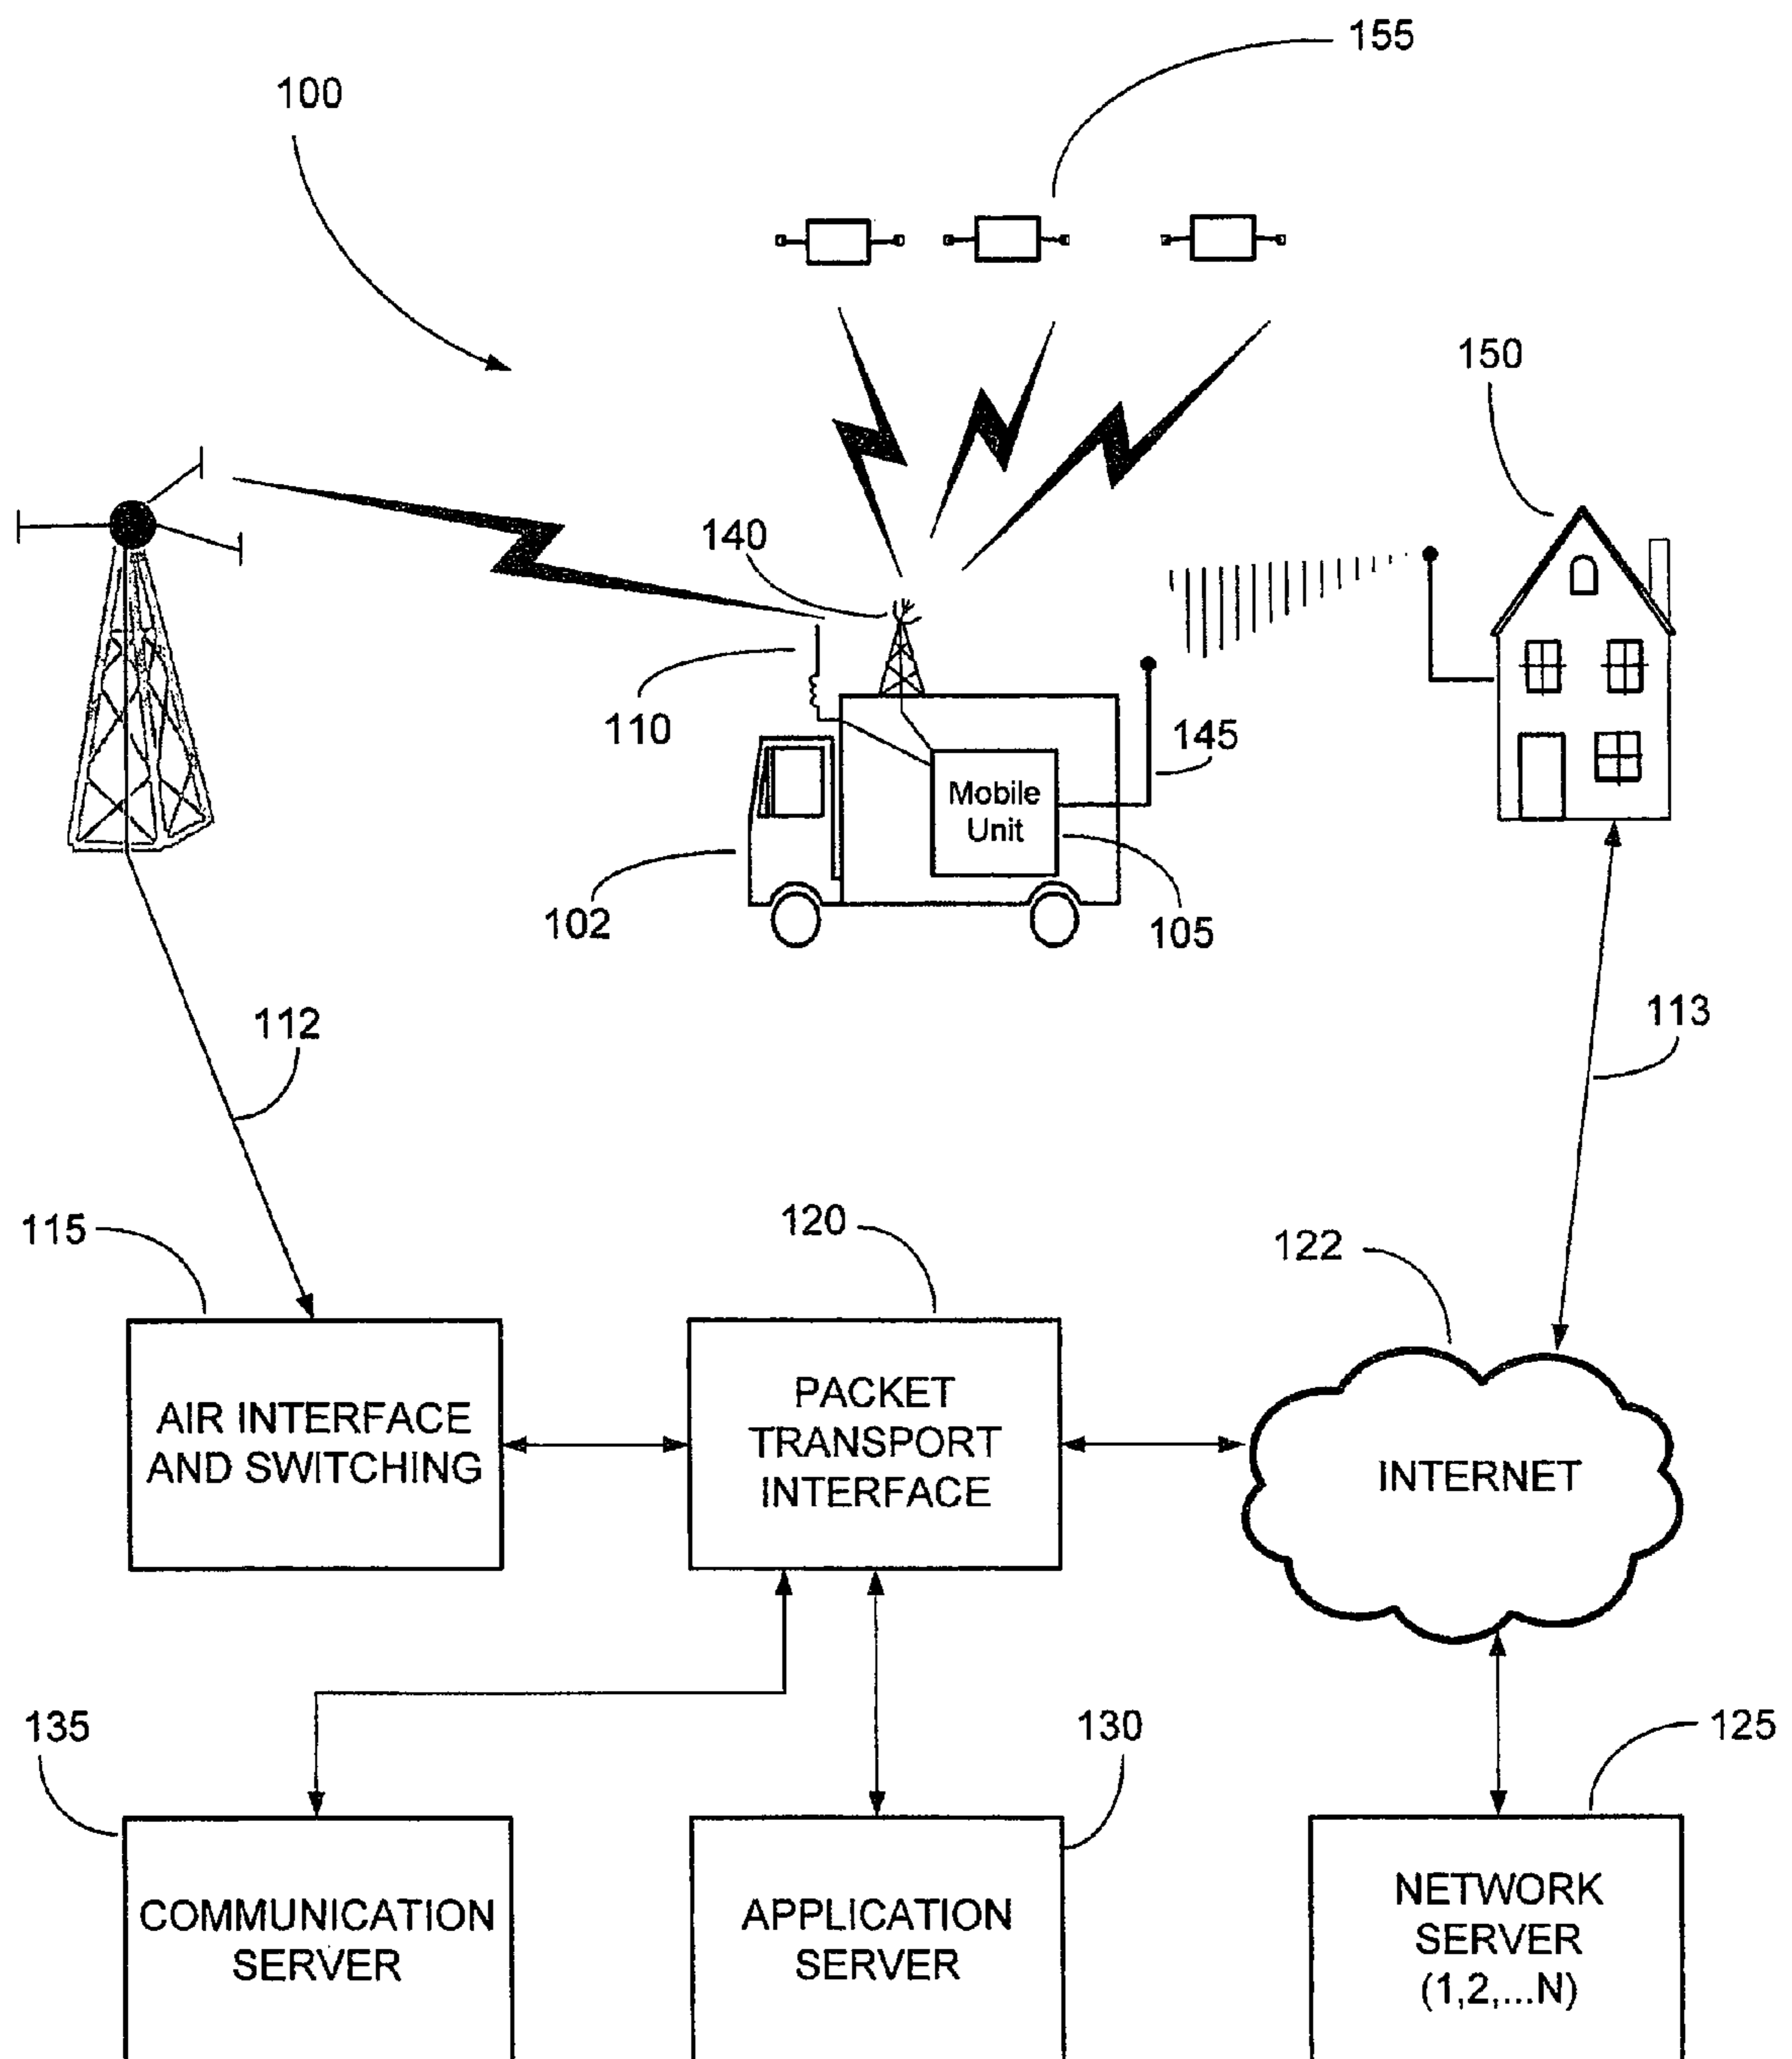 155
100
150
140
110
145
Mobile
Unit
102
105
112
113
115
120
122
AIR INTERFACE
AND SWITCHING
PACKET
TRANSPORT
INTERFACE
INTERNET
135
130
125
COMMUNICATION
SERVER
APPLICATION
SERVER
NETWORK
SERVER
(1,2,...N)